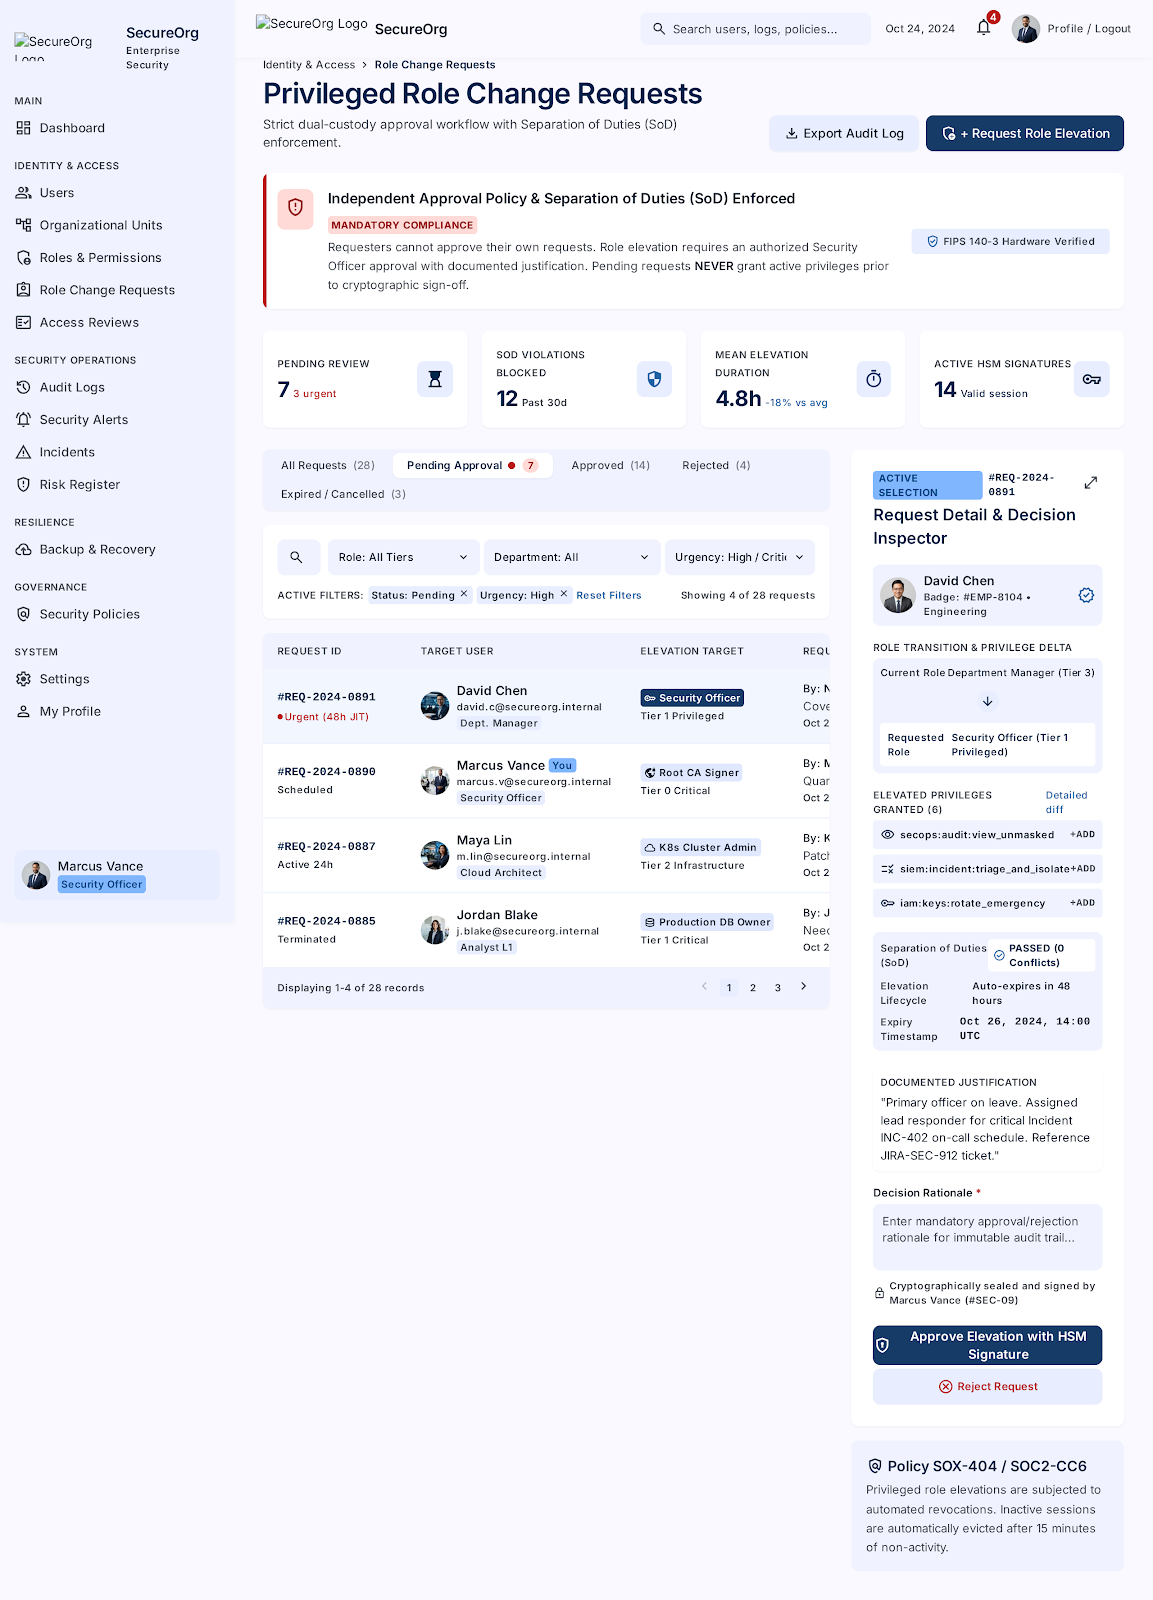 SecureOrg Logo
SecureOrg
Enterprise
Security
MAIN
Dashboard
IDENTITY & ACCESS
Users
Organizational Units
Roles & Permissions
Role Change Requests
Access Reviews
SECURITY OPERATIONS
Audit Logs
Security Alerts
Incidents
Risk Register
RESILIENCE
Backup & Recovery
GOVERNANCE
Security Policies
SYSTEM
Settings
My Profile
Marcus Vance
Security Officer
SecureOrg Logo SecureOrg
Search users, logs, policies...
Oct 24, 2024
4
Profile / Logout
Identity & Access > Role Change Requests
Privileged Role Change Requests
Strict dual-custody approval workflow with Separation of Duties (SoD)
enforcement.
Export Audit Log
+ Request Role Elevation
Independent Approval Policy & Separation of Duties (SoD) Enforced
MANDATORY COMPLIANCE
Requesters cannot approve their own requests. Role elevation requires an authorized Security
Officer approval with documented justification. Pending requests NEVER grant active privileges prior
to cryptographic sign-off.
FIPS 140-3 Hardware Verified
PENDING REVIEW
7 3 urgent
SOD VIOLATIONS
BLOCKED
12 Past 30d
MEAN ELEVATION
DURATION
4.8h -18% vs avg
ACTIVE HSM SIGNATURES
14 Valid session
All Requests (28)
Pending Approval 7
Approved (14)
Rejected (4)
Expired / Cancelled (3)
Role: All Tiers
Department: All
Urgency: High / Critic
ACTIVE FILTERS: Status: Pending × Urgency: High × Reset Filters
Showing 4 of 28 requests
REQUEST ID TARGET USER ELEVATION TARGET REQU
#REQ-2024-0891
Urgent (48h JIT)
David Chen
david.c@secureorg.internal
Dept. Manager
Security Officer
Tier 1 Privileged
By: N
Cove
Oct 2
#REQ-2024-0890
Scheduled
Marcus Vance You
marcus.v@secureorg.internal
Security Officer
Root CA Signer
Tier 0 Critical
By: M
Quar
Oct 2
#REQ-2024-0887
Active 24h
Maya Lin
m.lin@secureorg.internal
Cloud Architect
K8s Cluster Admin
Tier 2 Infrastructure
By: K
Patch
Oct 2
#REQ-2024-0885
Terminated
Jordan Blake
j.blake@secureorg.internal
Analyst L1
Production DB Owner
Tier 1 Critical
By: J
Need
Oct 2
Displaying 1-4 of 28 records
1 2 3
ACTIVE
SELECTION
#REQ-2024-
0891
Request Detail & Decision
Inspector
David Chen
Badge: #EMP-8104 •
Engineering
ROLE TRANSITION & PRIVILEGE DELTA
Current Role Department Manager (Tier 3)
Requested
Role
Security Officer (Tier 1
Privileged)
ELEVATED PRIVILEGES
GRANTED (6)
Detailed
diff
secops:audit:view_unmasked +ADD
siem:incident:triage_and_isolate +ADD
iam:keys:rotate_emergency +ADD
Separation of Duties
(SoD)
PASSED (0
Conflicts)
Elevation
Lifecycle
Auto-expires in 48
hours
Expiry
Timestamp
Oct 26, 2024, 14:00
UTC
DOCUMENTED JUSTIFICATION
"Primary officer on leave. Assigned
lead responder for critical Incident
INC-402 on-call schedule. Reference
JIRA-SEC-912 ticket."
Decision Rationale *
Enter mandatory approval/rejection
rationale for immutable audit trail...
Cryptographically sealed and signed by
Marcus Vance (#SEC-09)
Approve Elevation with HSM
Signature
Reject Request
Policy SOX-404 / SOC2-CC6
Privileged role elevations are subjected to
automated revocations. Inactive sessions
are automatically evicted after 15 minutes
of non-activity.